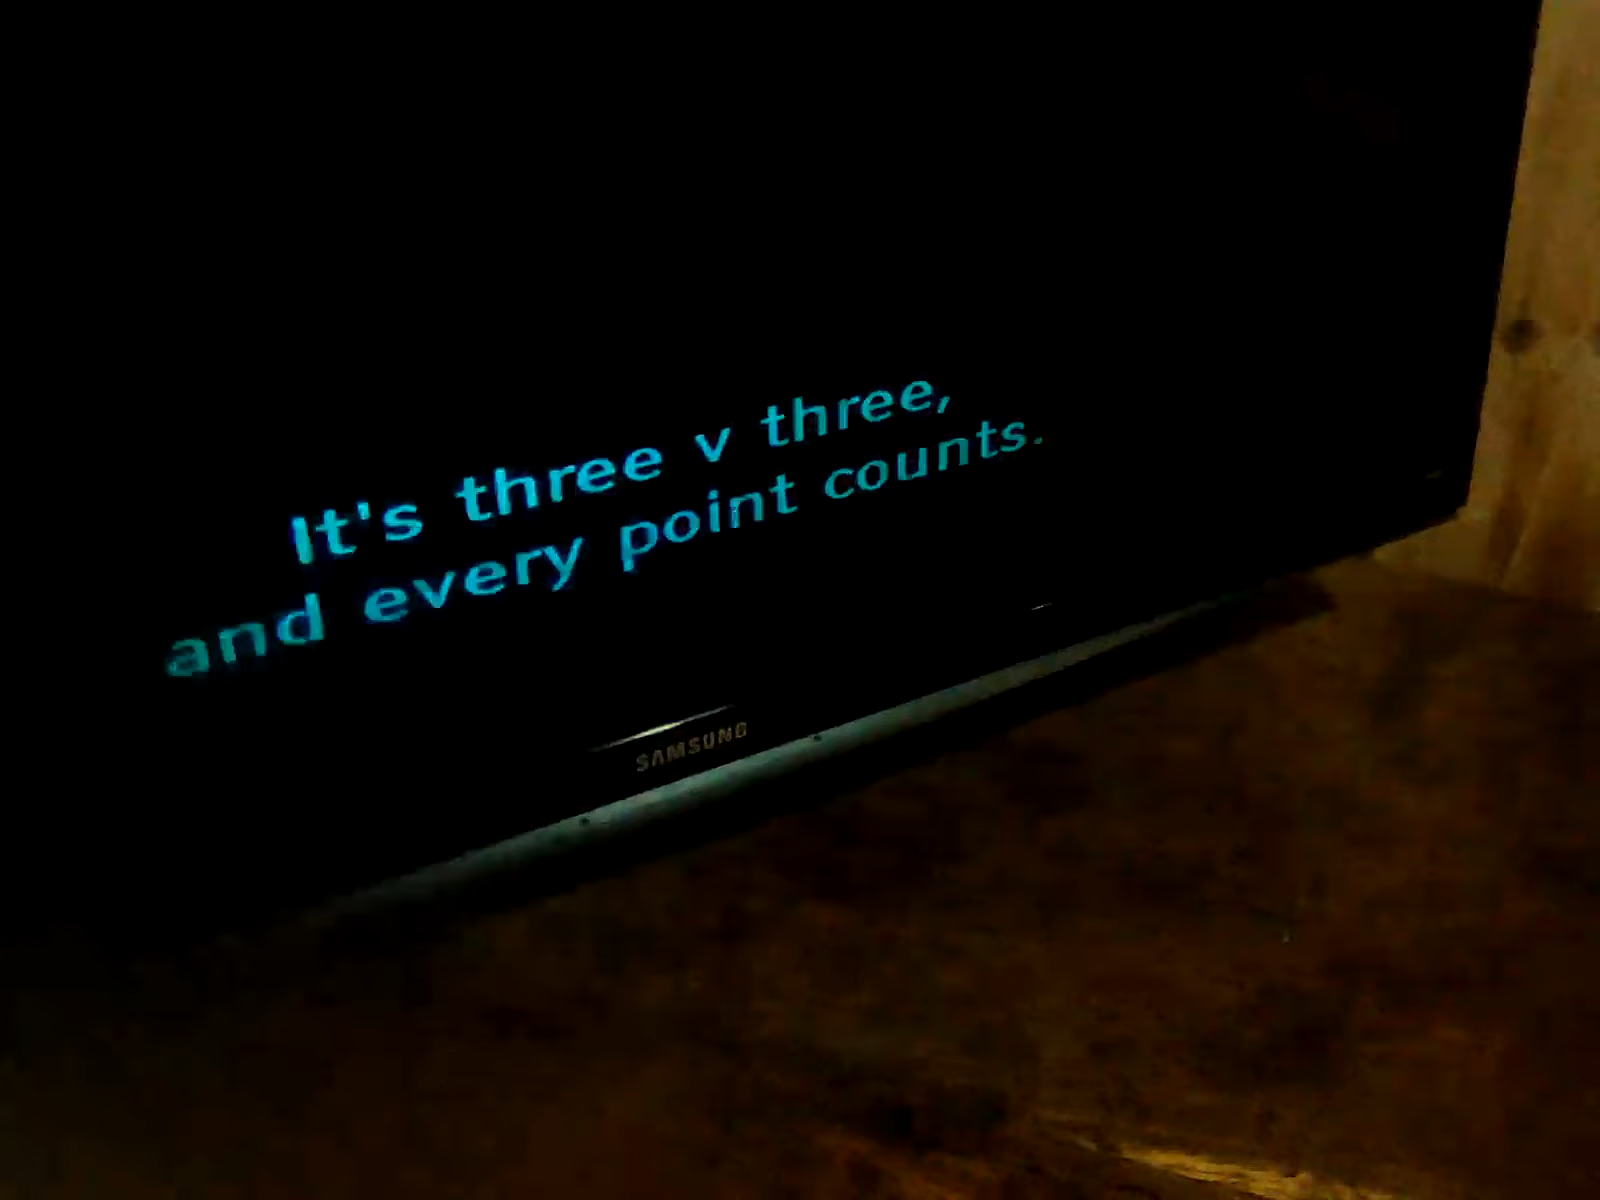 It's three v three,
and every point counts.
SAMSUNG